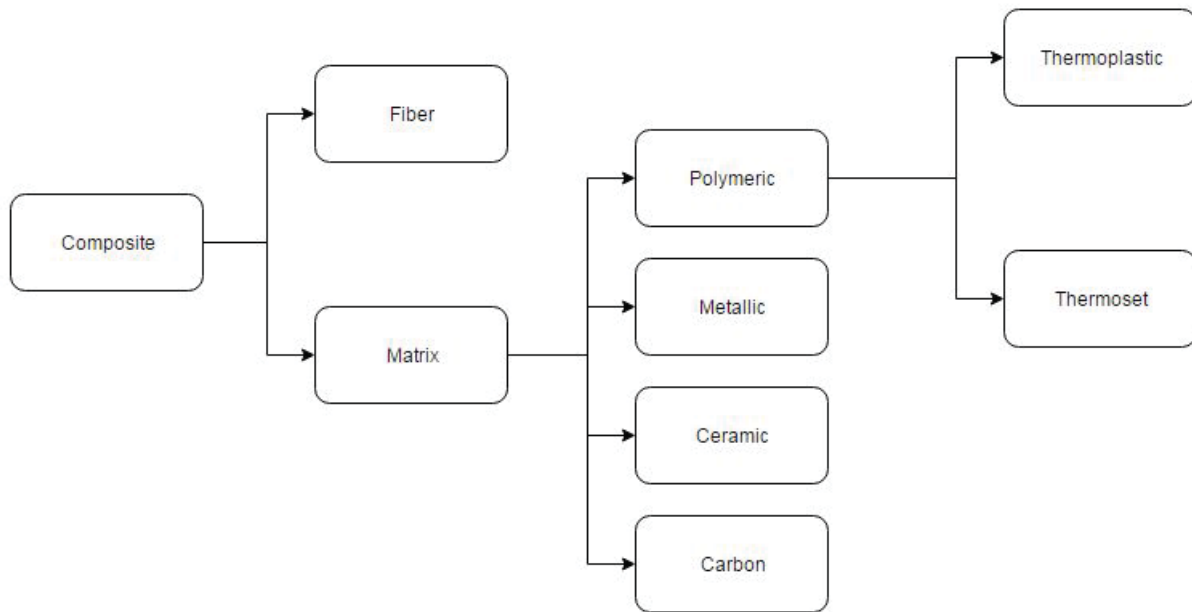 Composite
Fiber
Matrix
Polymeric
Metallic
Ceramic
Carbon
Thermoplastic
Thermoset